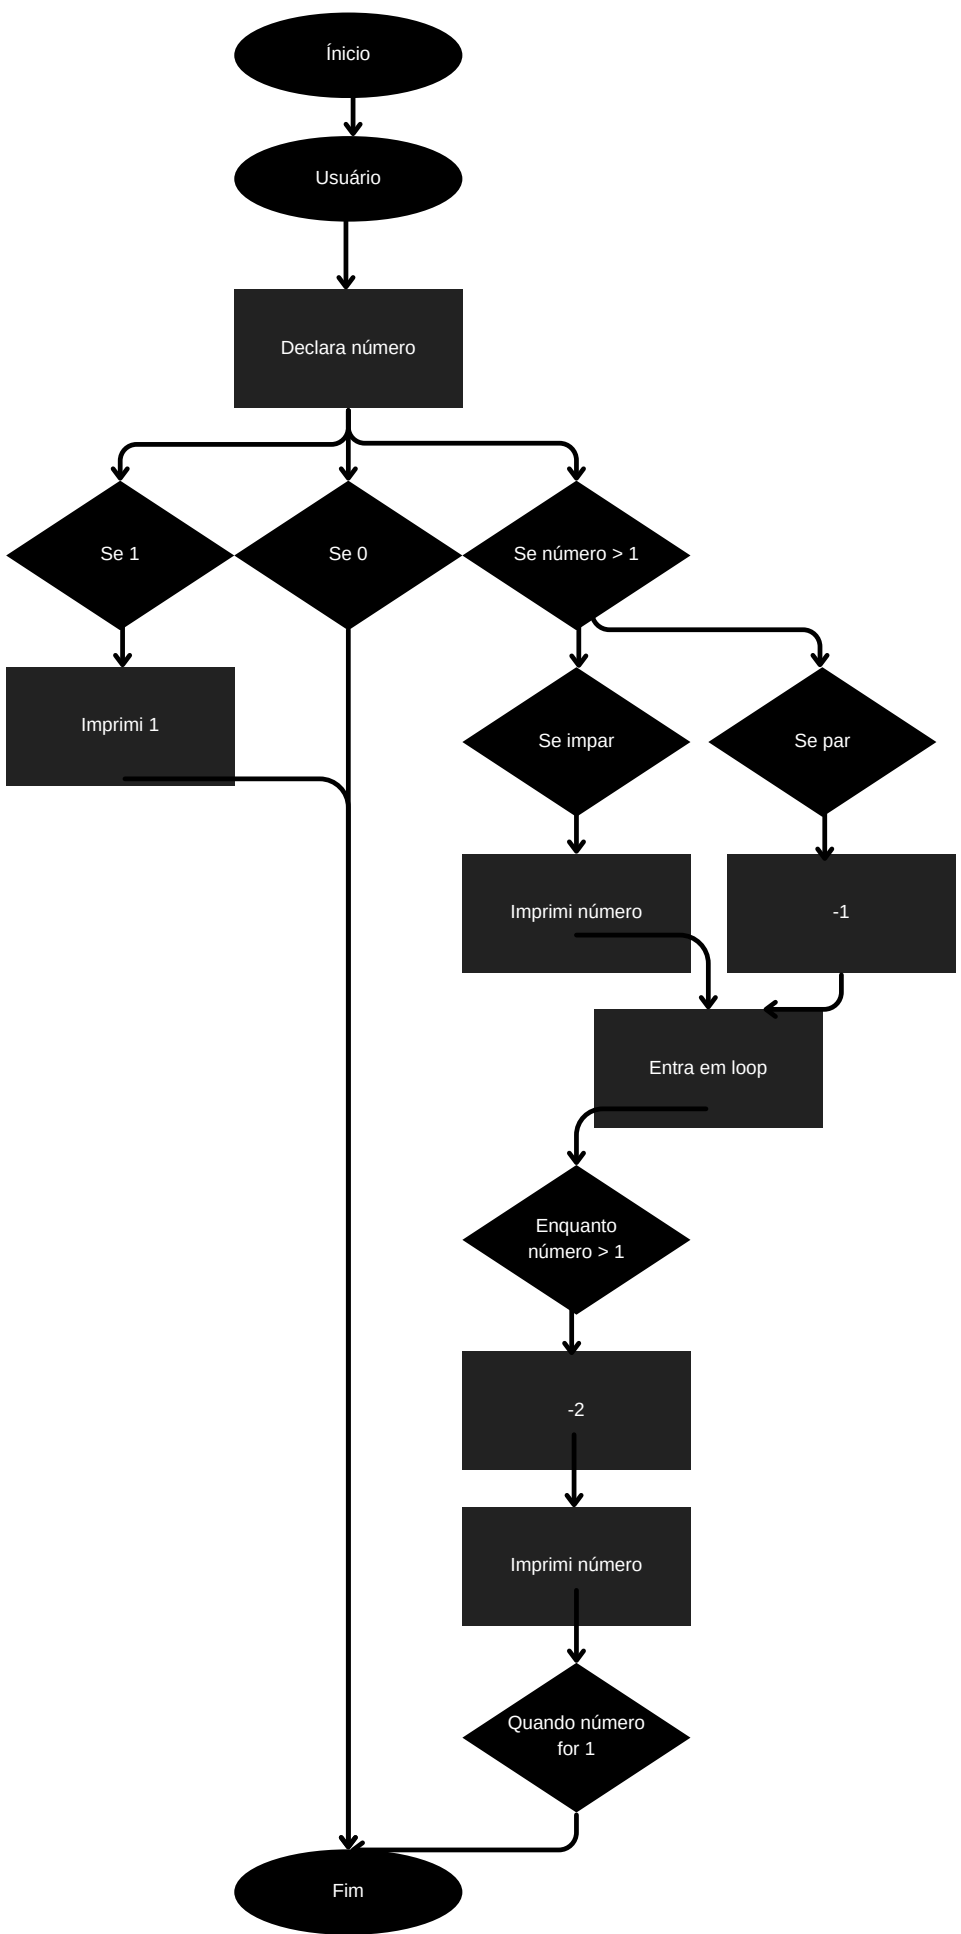 Ínicio
Usuário
Declara número
Se 1
Se 0
Se número > 1
Imprimi 1
Se impar
Se par
Imprimi número
-1
Entra em loop
Enquanto
número > 1
-2
Imprimi número
Quando número
for 1
Fim